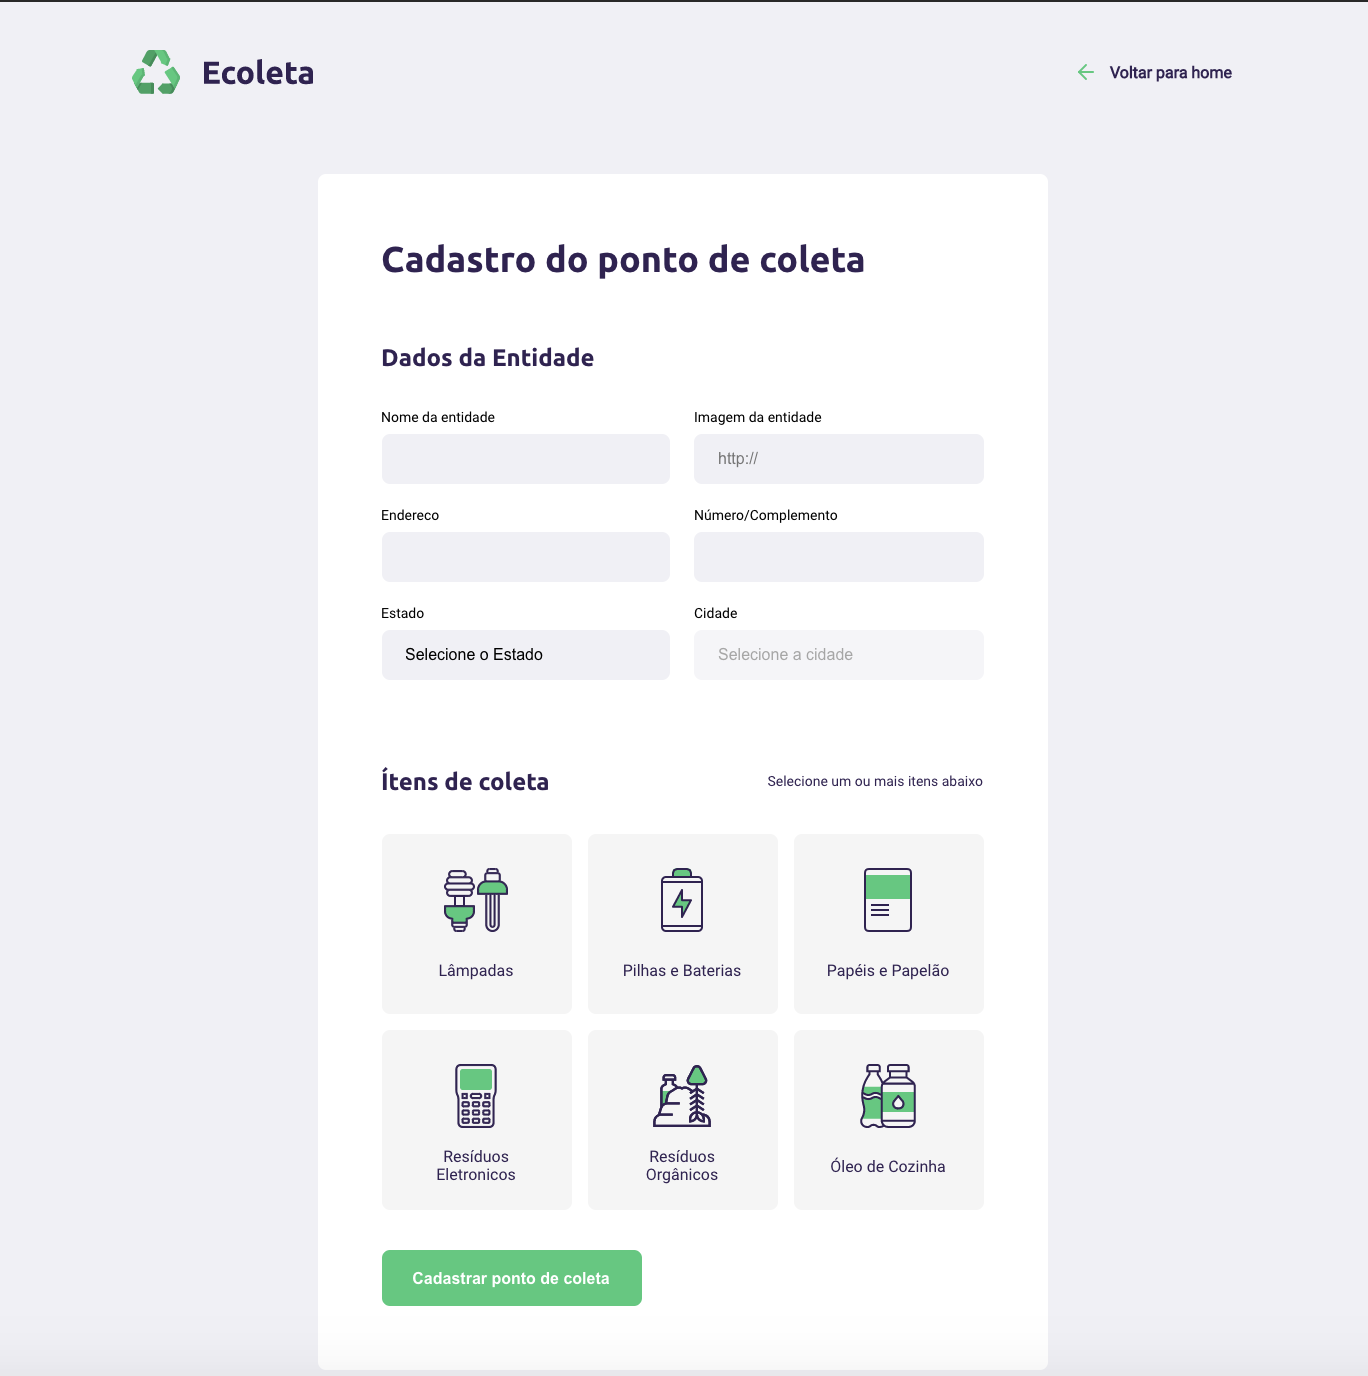 Ecoleta
Voltar para home
Cadastro do ponto de coleta
Dados da Entidade
Nome da entidade
Imagem da entidade
http://
Endereco
Número/Complemento
Estado
Cidade
Selecione o Estado
Selecione a cidade
Ítens de coleta
Selecione um ou mais itens abaixo
Lâmpadas
Pilhas e Baterias
Papéis e Papelão
Resíduos
Eletronicos
Resíduos
Orgânicos
Óleo de Cozinha
Cadastrar ponto de coleta